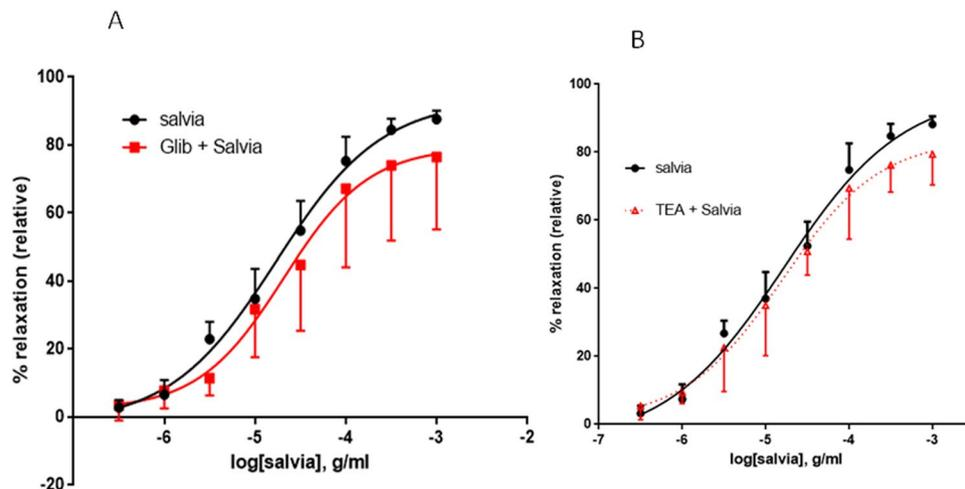 A
100
80
60
40
20
0
-20
% relaxation (relative)
salvia
Glib + Salvia
-6 -5 -4 -3 -2
log[salvia], g/ml
B
100
80
60
40
20
0
% relaxation (relative)
salvia
TEA + Salvia
-7 -6 -5 -4 -3
log[salvia], g/ml